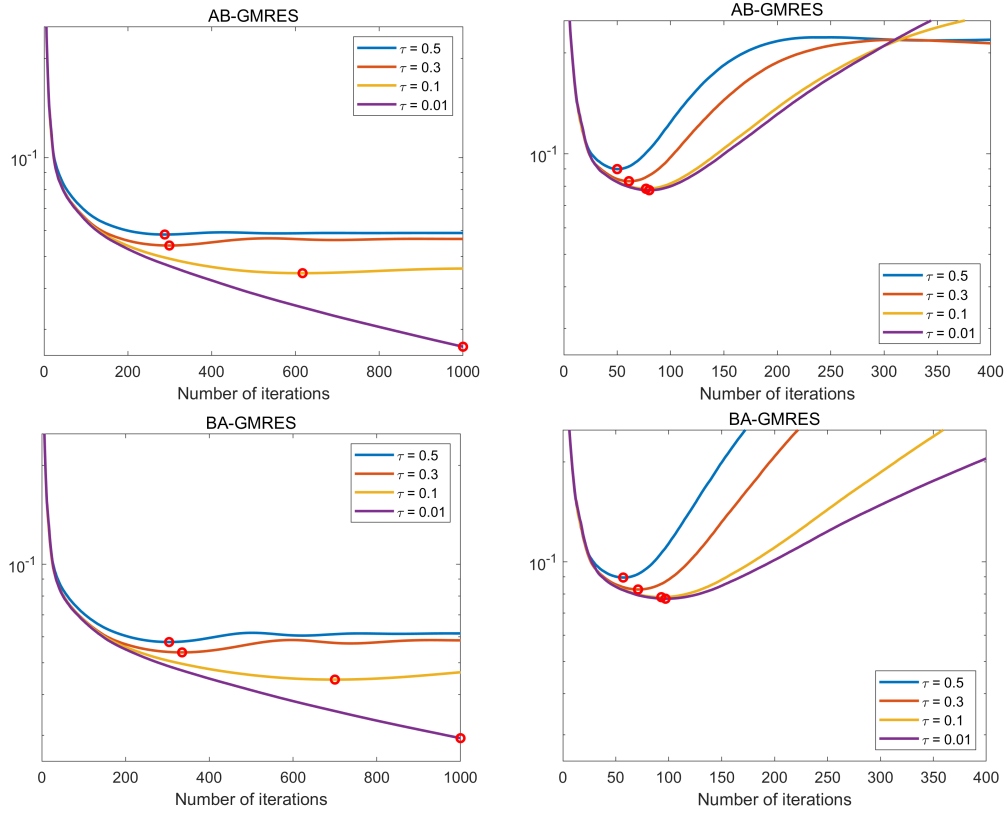 AB-GMRES
τ = 0.5
τ = 0.3
τ = 0.1
τ = 0.01
10-1
0 200 400 600 800 1000
Number of iterations
AB-GMRES
10-1
τ = 0.5
τ = 0.3
τ = 0.1
τ = 0.01
0 50 100 150 200 250 300 350 400
Number of iterations
BA-GMRES
τ = 0.5
τ = 0.3
τ = 0.1
τ = 0.01
10-1
0 200 400 600 800 1000
Number of iterations
BA-GMRES
10-1
τ = 0.5
τ = 0.3
τ = 0.1
τ = 0.01
0 50 100 150 200 250 300 350 400
Number of iterations